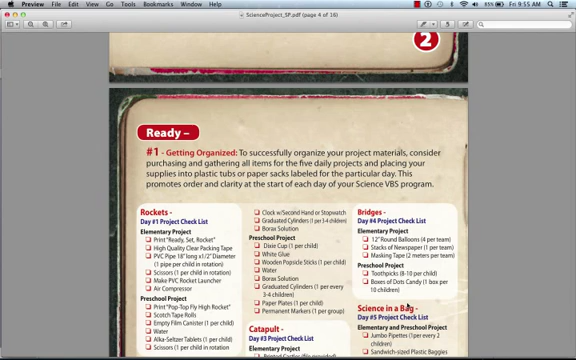 Preview File Edit View Go Tools Bookmarks Window Help
85% Fri 9:55 AM
ScienceProject_SP.pdf (page 4 of 16)
2
Ready –
#1 - Getting Organized: To successfully organize your project materials, consider
purchasing and gathering all items for the five daily projects and placing your
supplies into plastic tubs or paper sacks labeled for the particular day. This
promotes order and clarity at the start of each day of your Science VBS program.
Rockets -
Day #1 Project Check List
Elementary Project
Print "Ready, Set, Rocket"
High Quality Clear Packing Tape
PVC Pipe 18" long x1/2" Diameter
(1 pipe per child in rotation)
Scissors (1 per child in rotation)
Make PVC Rocket Launcher
Air Compressor
Preschool Project
Print "Pop-Top Fly High Rocket"
Scotch Tape Rolls
Empty Film Canister (1 per child)
Water
Alka-Seltzer Tablets (1 per child)
Scissors (1 per child in rotation)
Clock w/Second Hand or Stopwatch
Graduated Cylinders (1 per 3-4 children)
Borax Solution
Preschool Project
Dixie Cup (1 per child)
White Glue
Wooden Popsicle Sticks (1 per child)
Water
Borax Solution
Graduated Cylinders (1 per every
3-4 children)
Paper Plates (1 per child)
Permanent Markers (1 per group)
Catapult -
Day #3 Project Check List
Elementary Project
Bridges -
Day #4 Project Check List
Elementary Project
12" Round Balloons (4 per team)
Stacks of Newspaper (1 per team)
Masking Tape (2 meters per team)
Preschool Project
Toothpicks (8-10 per child)
Boxes of Dots Candy (1 box per
10 children)
Science in a Bag -
Day #5 Project Check List
Elementary and Preschool Project
Jumbo Pipettes (1per every 2
children)
Sandwich-sized Plastic Baggies